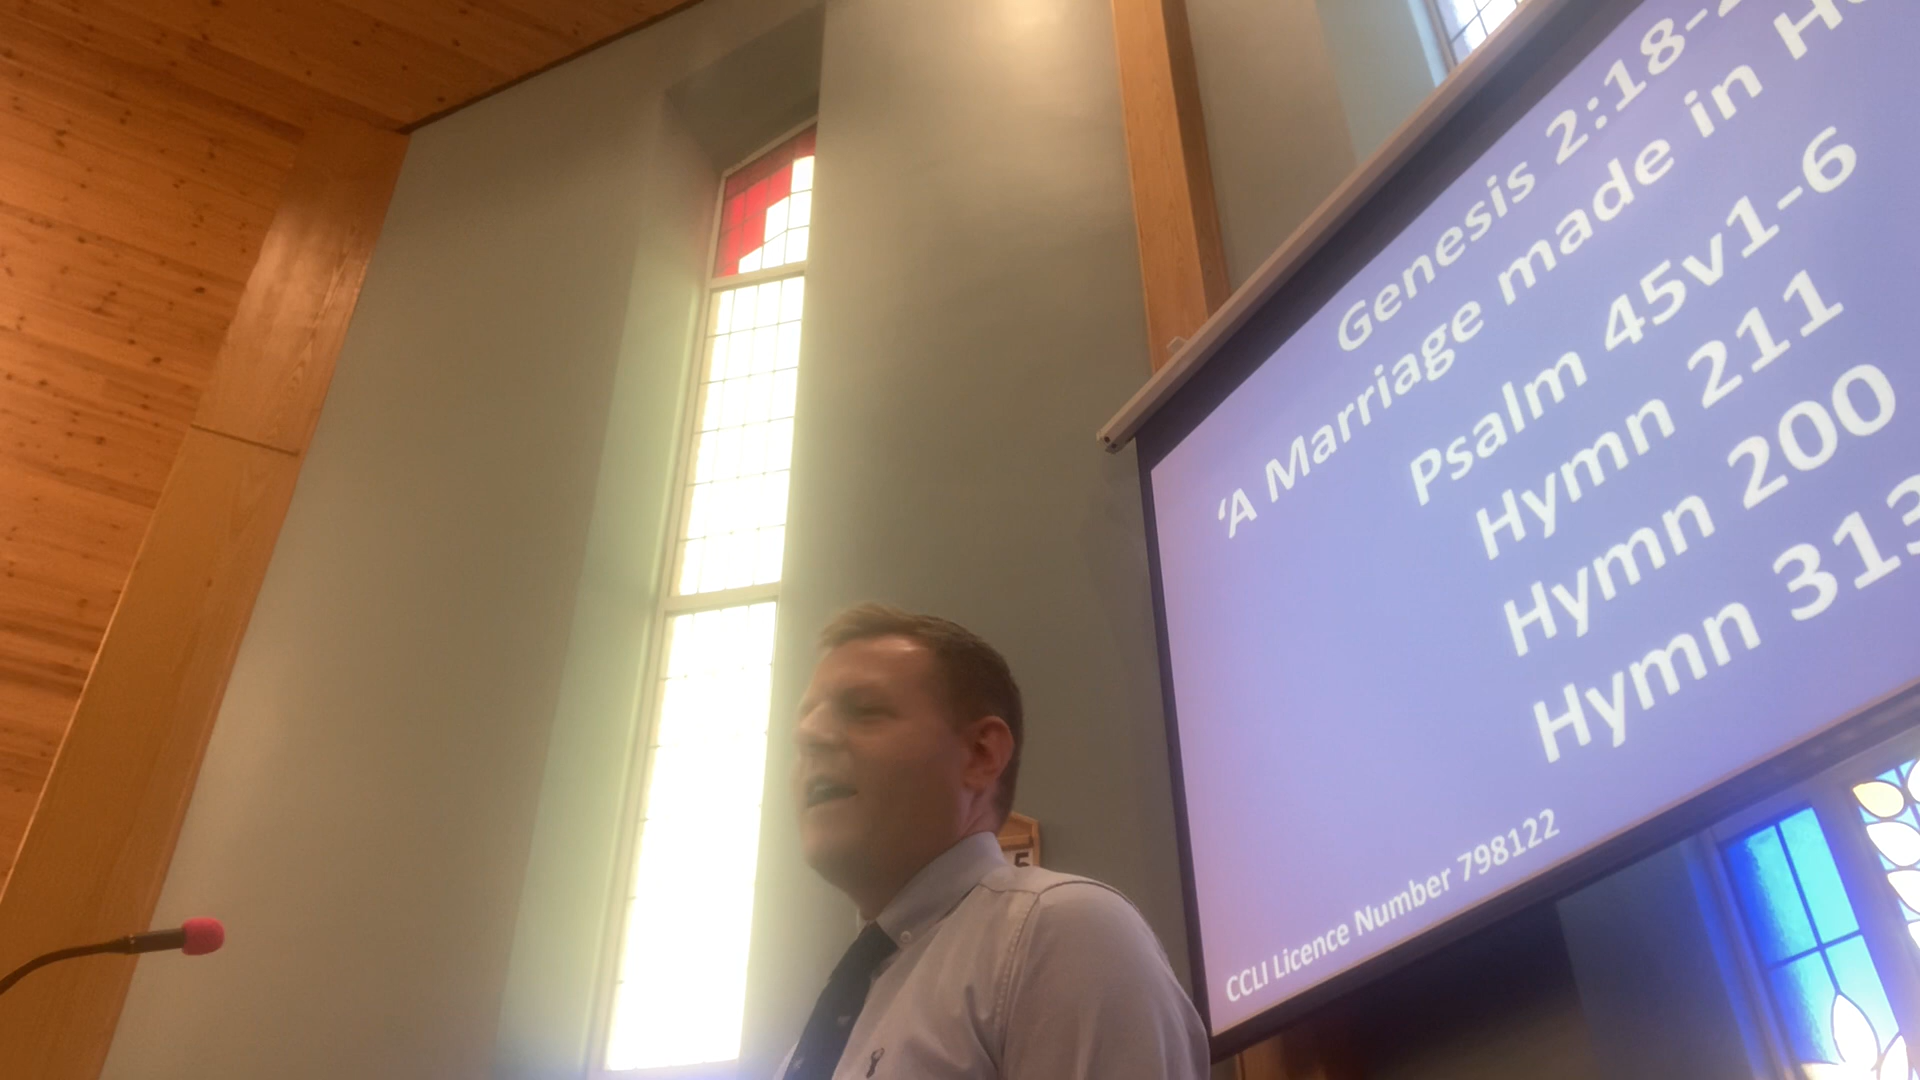 Genesis 2:18-
'A Marriage made in
Psalm 45v1-6
Hymn 211
Hymn 200
Hymn 313
CCLI Licence Number 798122
5